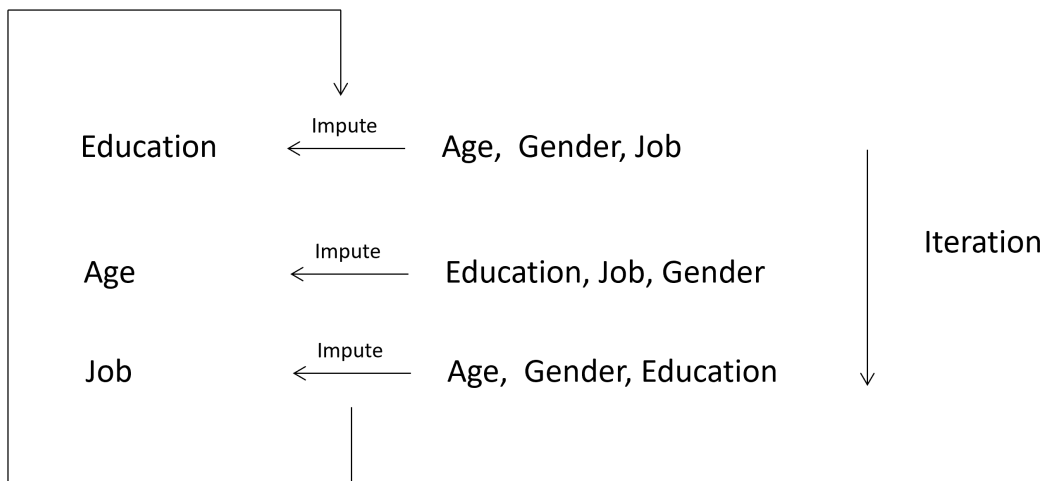 Impute
Education Age, Gender, Job
Iteration
Impute
Age Education, Job, Gender
Impute
Job Age, Gender, Education